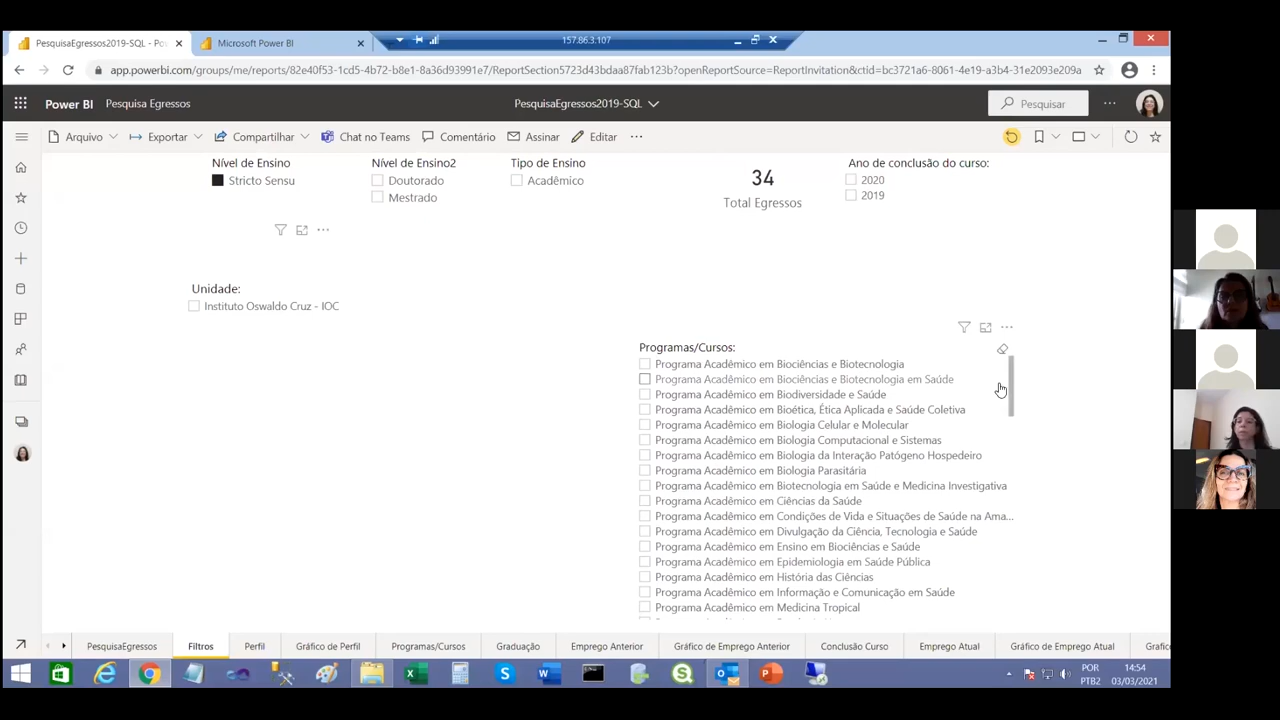 PesquisaEgressos2019-SQL - Po
Microsoft Power BI
157.86.3.107
app.powerbi.com/groups/me/reports/82e40f53-1cd5-4b72-b8e1-8a36d93991e7/ReportSection5723d43bdaa87fab123b?openReportSource=ReportInvitation&ctid=bc3721a6-8061-4e19-a3b4-31e2093e209a
Power BI Pesquisa Egressos
PesquisaEgressos2019-SQL
Pesquisar
Arquivo
Exportar
Compartilhar
Chat no Teams
Comentário
Assinar
Editar
Nível de Ensino
Stricto Sensu
Nível de Ensino2
Doutorado
Mestrado
Tipo de Ensino
Acadêmico
34
Total Egressos
Ano de conclusão do curso:
2020
2019
Unidade:
Instituto Oswaldo Cruz - IOC
Programas/Cursos:
Programa Acadêmico em Biociências e Biotecnologia
Programa Acadêmico em Biociências e Biotecnologia em Saúde
Programa Acadêmico em Biodiversidade e Saúde
Programa Acadêmico em Bioética, Ética Aplicada e Saúde Coletiva
Programa Acadêmico em Biologia Celular e Molecular
Programa Acadêmico em Biologia Computacional e Sistemas
Programa Acadêmico em Biologia da Interação Patógeno Hospedeiro
Programa Acadêmico em Biologia Parasitária
Programa Acadêmico em Biotecnologia em Saúde e Medicina Investigativa
Programa Acadêmico em Ciências da Saúde
Programa Acadêmico em Condições de Vida e Situações de Saúde na Ama...
Programa Acadêmico em Divulgação da Ciência, Tecnologia e Saúde
Programa Acadêmico em Ensino em Biociências e Saúde
Programa Acadêmico em Epidemiologia em Saúde Pública
Programa Acadêmico em História das Ciências
Programa Acadêmico em Informação e Comunicação em Saúde
Programa Acadêmico em Medicina Tropical
PesquisaEgressos
Filtros
Perfil
Gráfico de Perfil
Programas/Cursos
Graduação
Emprego Anterior
Gráfico de Emprego Anterior
Conclusão Curso
Emprego Atual
Gráfico de Emprego Atual
Grafic
POR
PTB2
14:54
03/03/2021